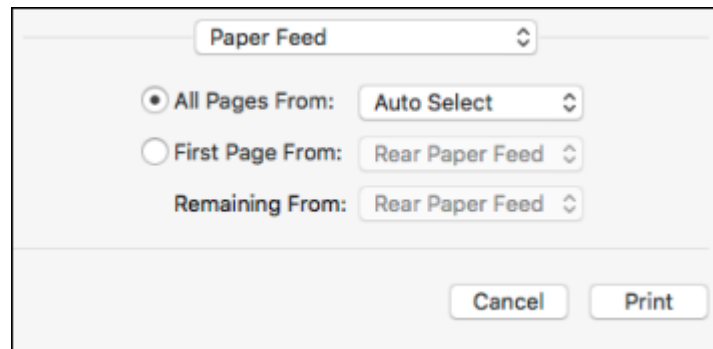 Paper Feed
All Pages From: Auto Select
First Page From: Rear Paper Feed
Remaining From: Rear Paper Feed
Cancel Print